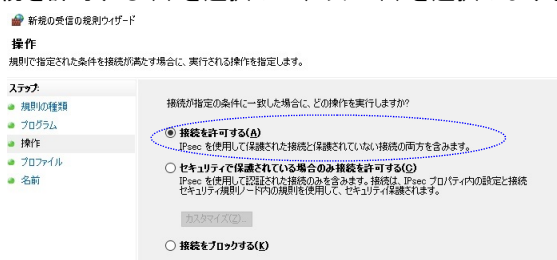 新規の受信の規則ウィザード
操作
規則で指定された条件を接続が満たす場合に、実行される操作を指定します。
ステップ:
規則の種類
プログラム
操作
プロファイル
名前
接続が指定の条件に一致した場合に、どの操作を実行しますか?
接続を許可する(A)
IPsec を使用して保護された接続と保護されていない接続の両方を含みます。
セキュリティで保護されている場合のみ接続を許可する(C)
IPsec を使用して認証された接続のみを含みます。接続は、IPsec プロパティ内の設定と接続
セキュリティ規則ノード内の規則を使用して、セキュリティ保護されます。
カスタマイズ(Z)...
接続をブロックする(K)